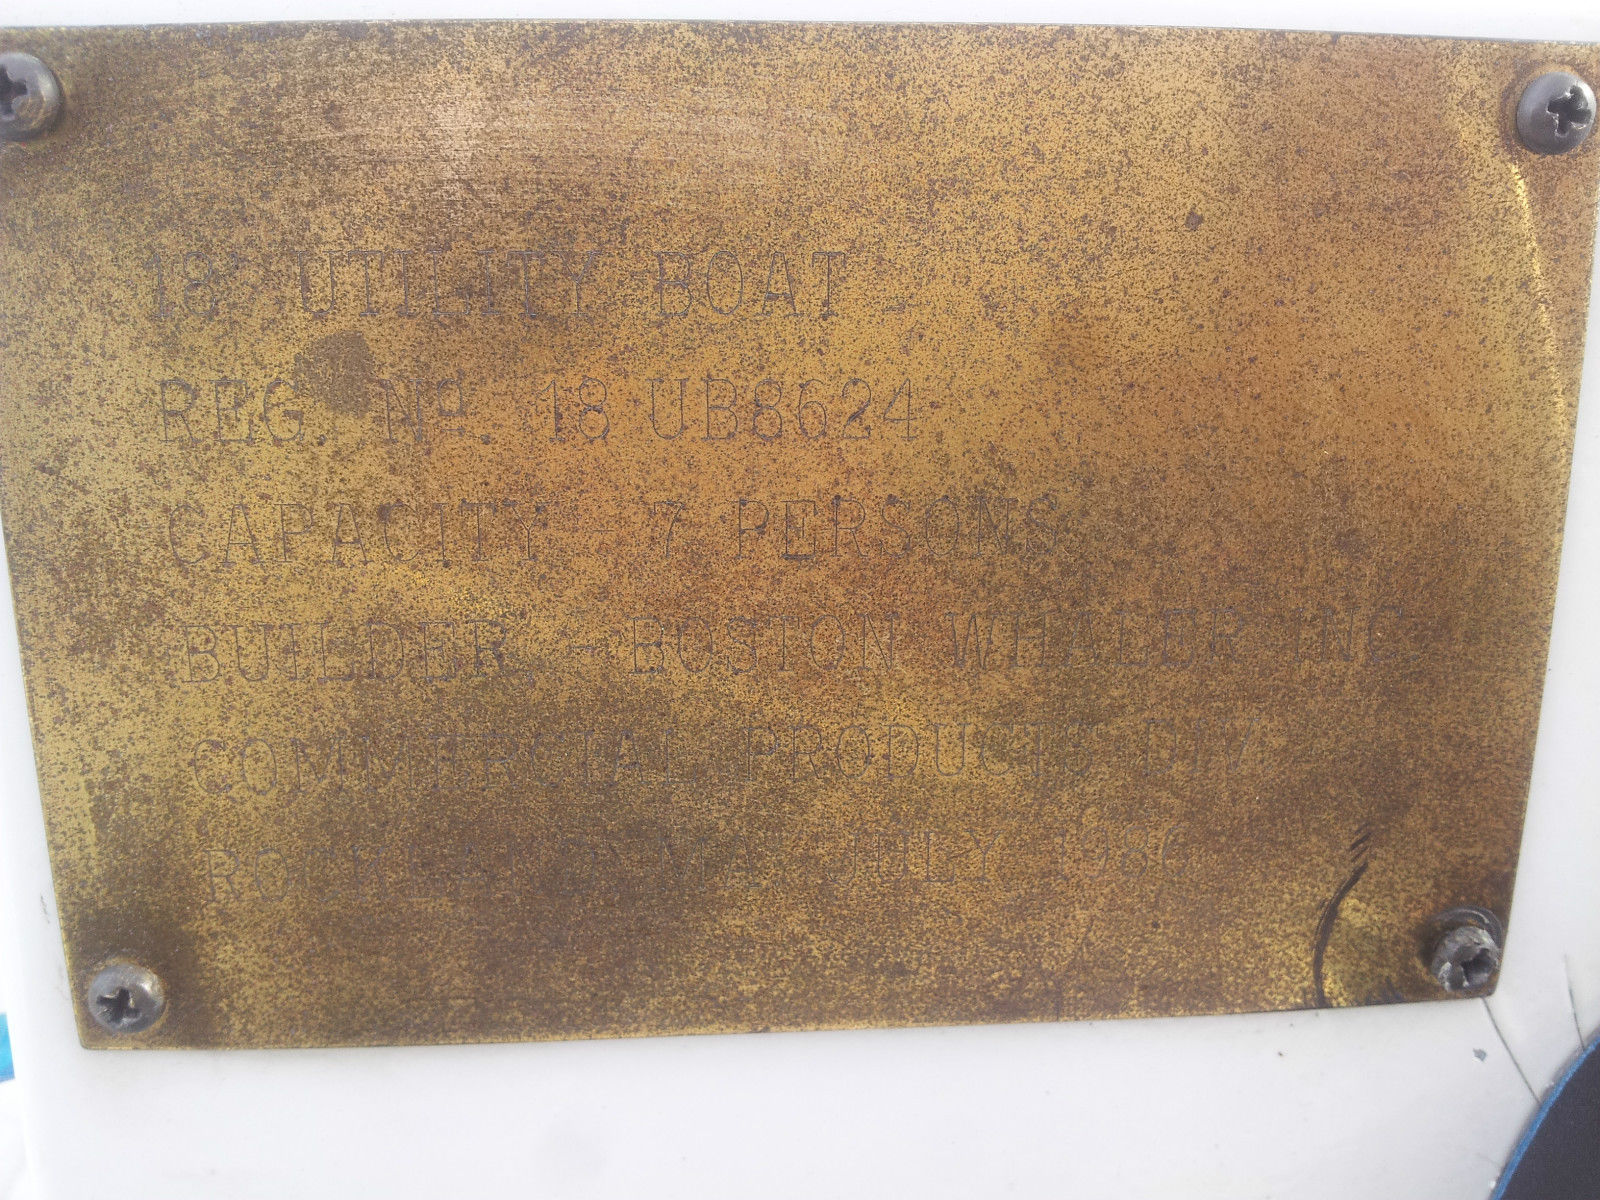 18' UTILITY BOAT
REG. Nº 18 UB8624
CAPACITY - 7 PERSONS
BUILDER - BOSTON WHALER INC
COMMERCIAL PRODUCTS DIV
ROCKLAND MA JULY 1986